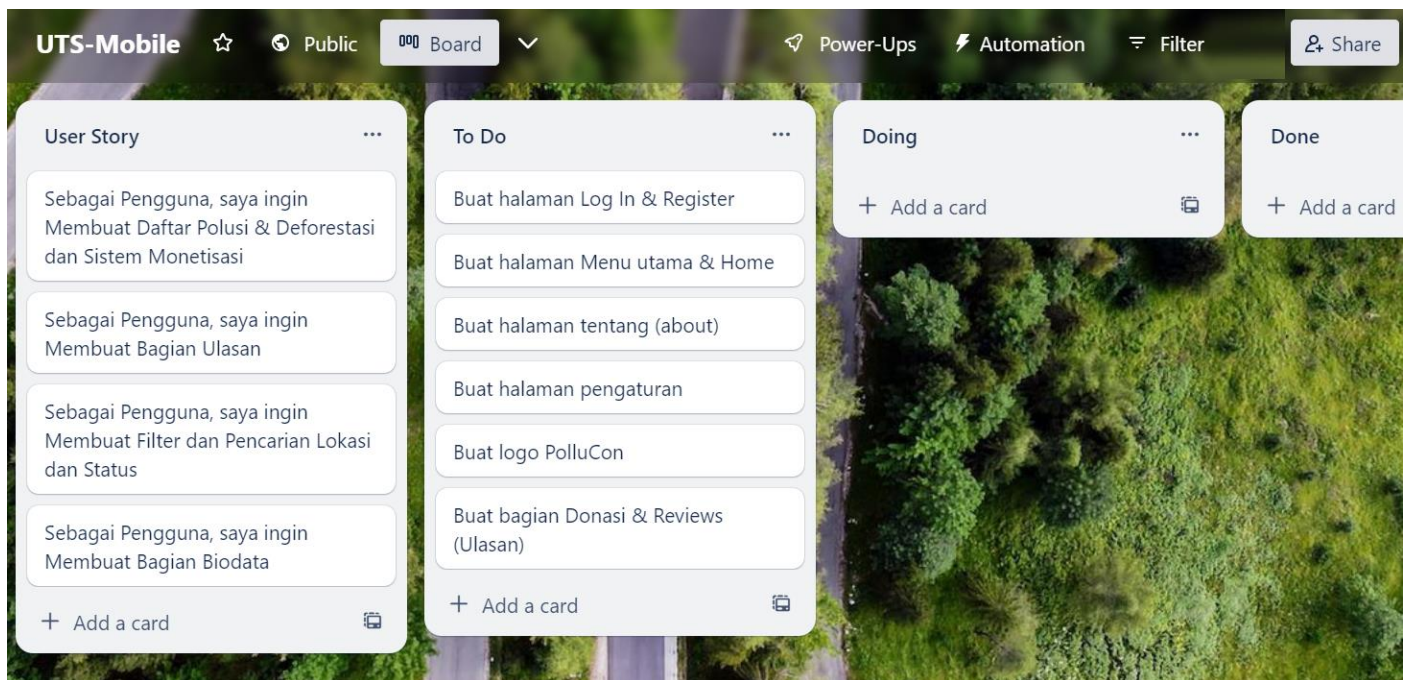 UTS-Mobile
Public
Board
Power-Ups
Automation
Filter
Share
User Story
Sebagai Pengguna, saya ingin
Membuat Daftar Polusi & Deforestasi
dan Sistem Monetisasi
Sebagai Pengguna, saya ingin
Membuat Bagian Ulasan
Sebagai Pengguna, saya ingin
Membuat Filter dan Pencarian Lokasi
dan Status
Sebagai Pengguna, saya ingin
Membuat Bagian Biodata
+ Add a card
To Do
Buat halaman Log In & Register
Buat halaman Menu utama & Home
Buat halaman tentang (about)
Buat halaman pengaturan
Buat logo PolluCon
Buat bagian Donasi & Reviews
(Ulasan)
+ Add a card
Doing
+ Add a card
Done
+ Add a card